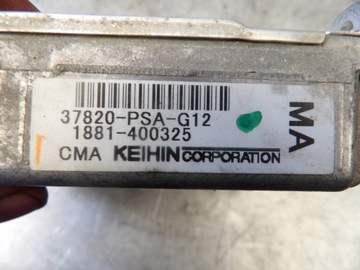 37820-PSA-G12
1881-400325
CMA KEIHIN CORPORATION
MA